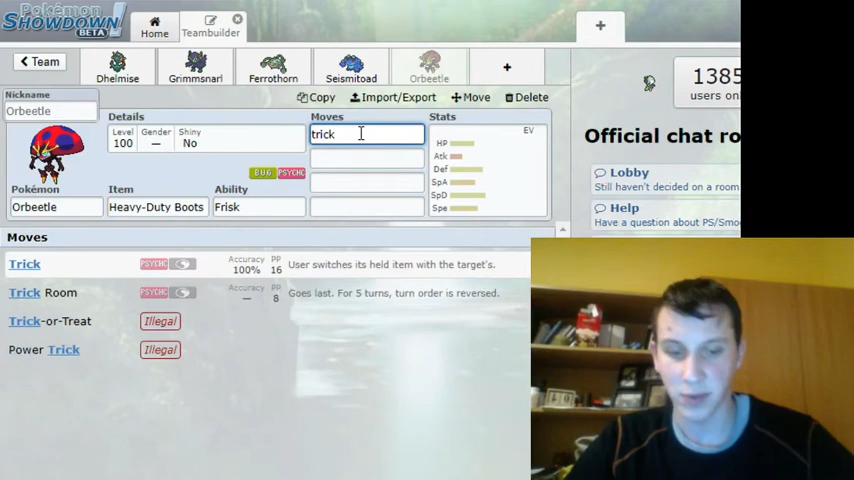 Pokémon
SHOWDOWN!
BETA
Home
Teambuilder
+
< Team
Dhelmise
Grimmsnarl
Ferrothorn
Seismitoad
Orbeetle
+
Copy
Import/Export
Move
Delete
Nickname
Orbeetle
Details
Level
100
Gender
—
Shiny
No
BUG
PSYCHC
Pokémon
Orbeetle
Item
Heavy-Duty Boots
Ability
Frisk
Moves
trick
Stats
EV
HP
Atk
Def
SpA
SpD
Spe
1385
users onl
Official chat ro
Lobby
Still haven't decided on a room
Help
Have a question about PS/Smo
Moves
Trick PSYCHC Accuracy 100% PP 16 User switches its held item with the target's.
Trick Room PSYCHC Accuracy — PP 8 Goes last. For 5 turns, turn order is reversed.
Trick-or-Treat Illegal
Power Trick Illegal